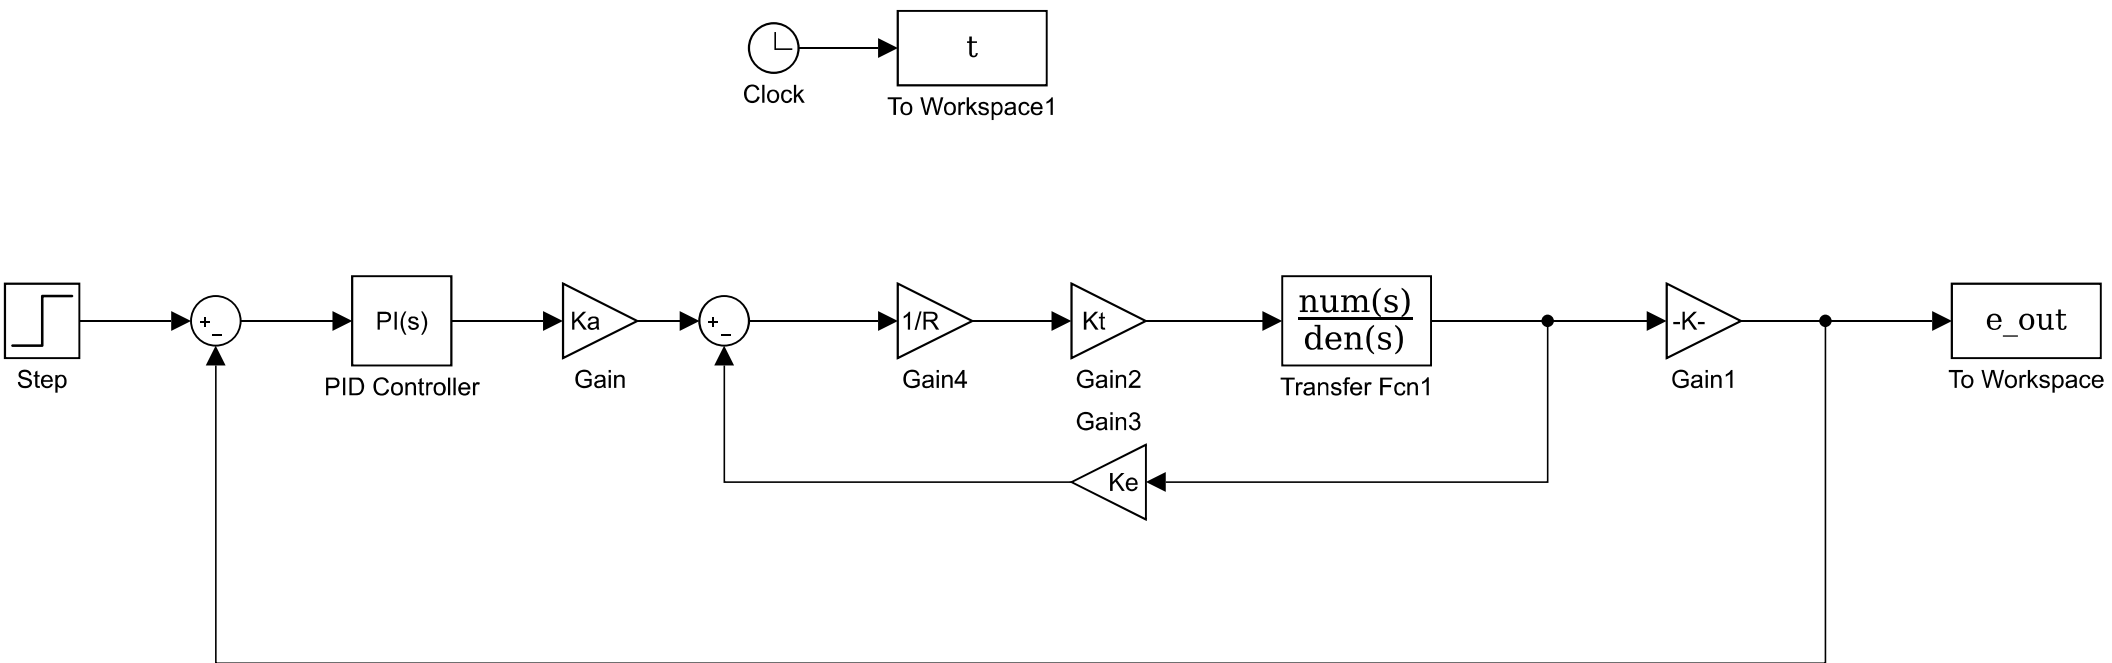 t
Clock
To Workspace1
+
−
PI(s)
Ka
+
−
1/R
Kt
num(s)
den(s)
-K-
e_out
Step
PID Controller
Gain
Gain4
Gain2
Transfer Fcn1
Gain1
To Workspace
Gain3
Ke